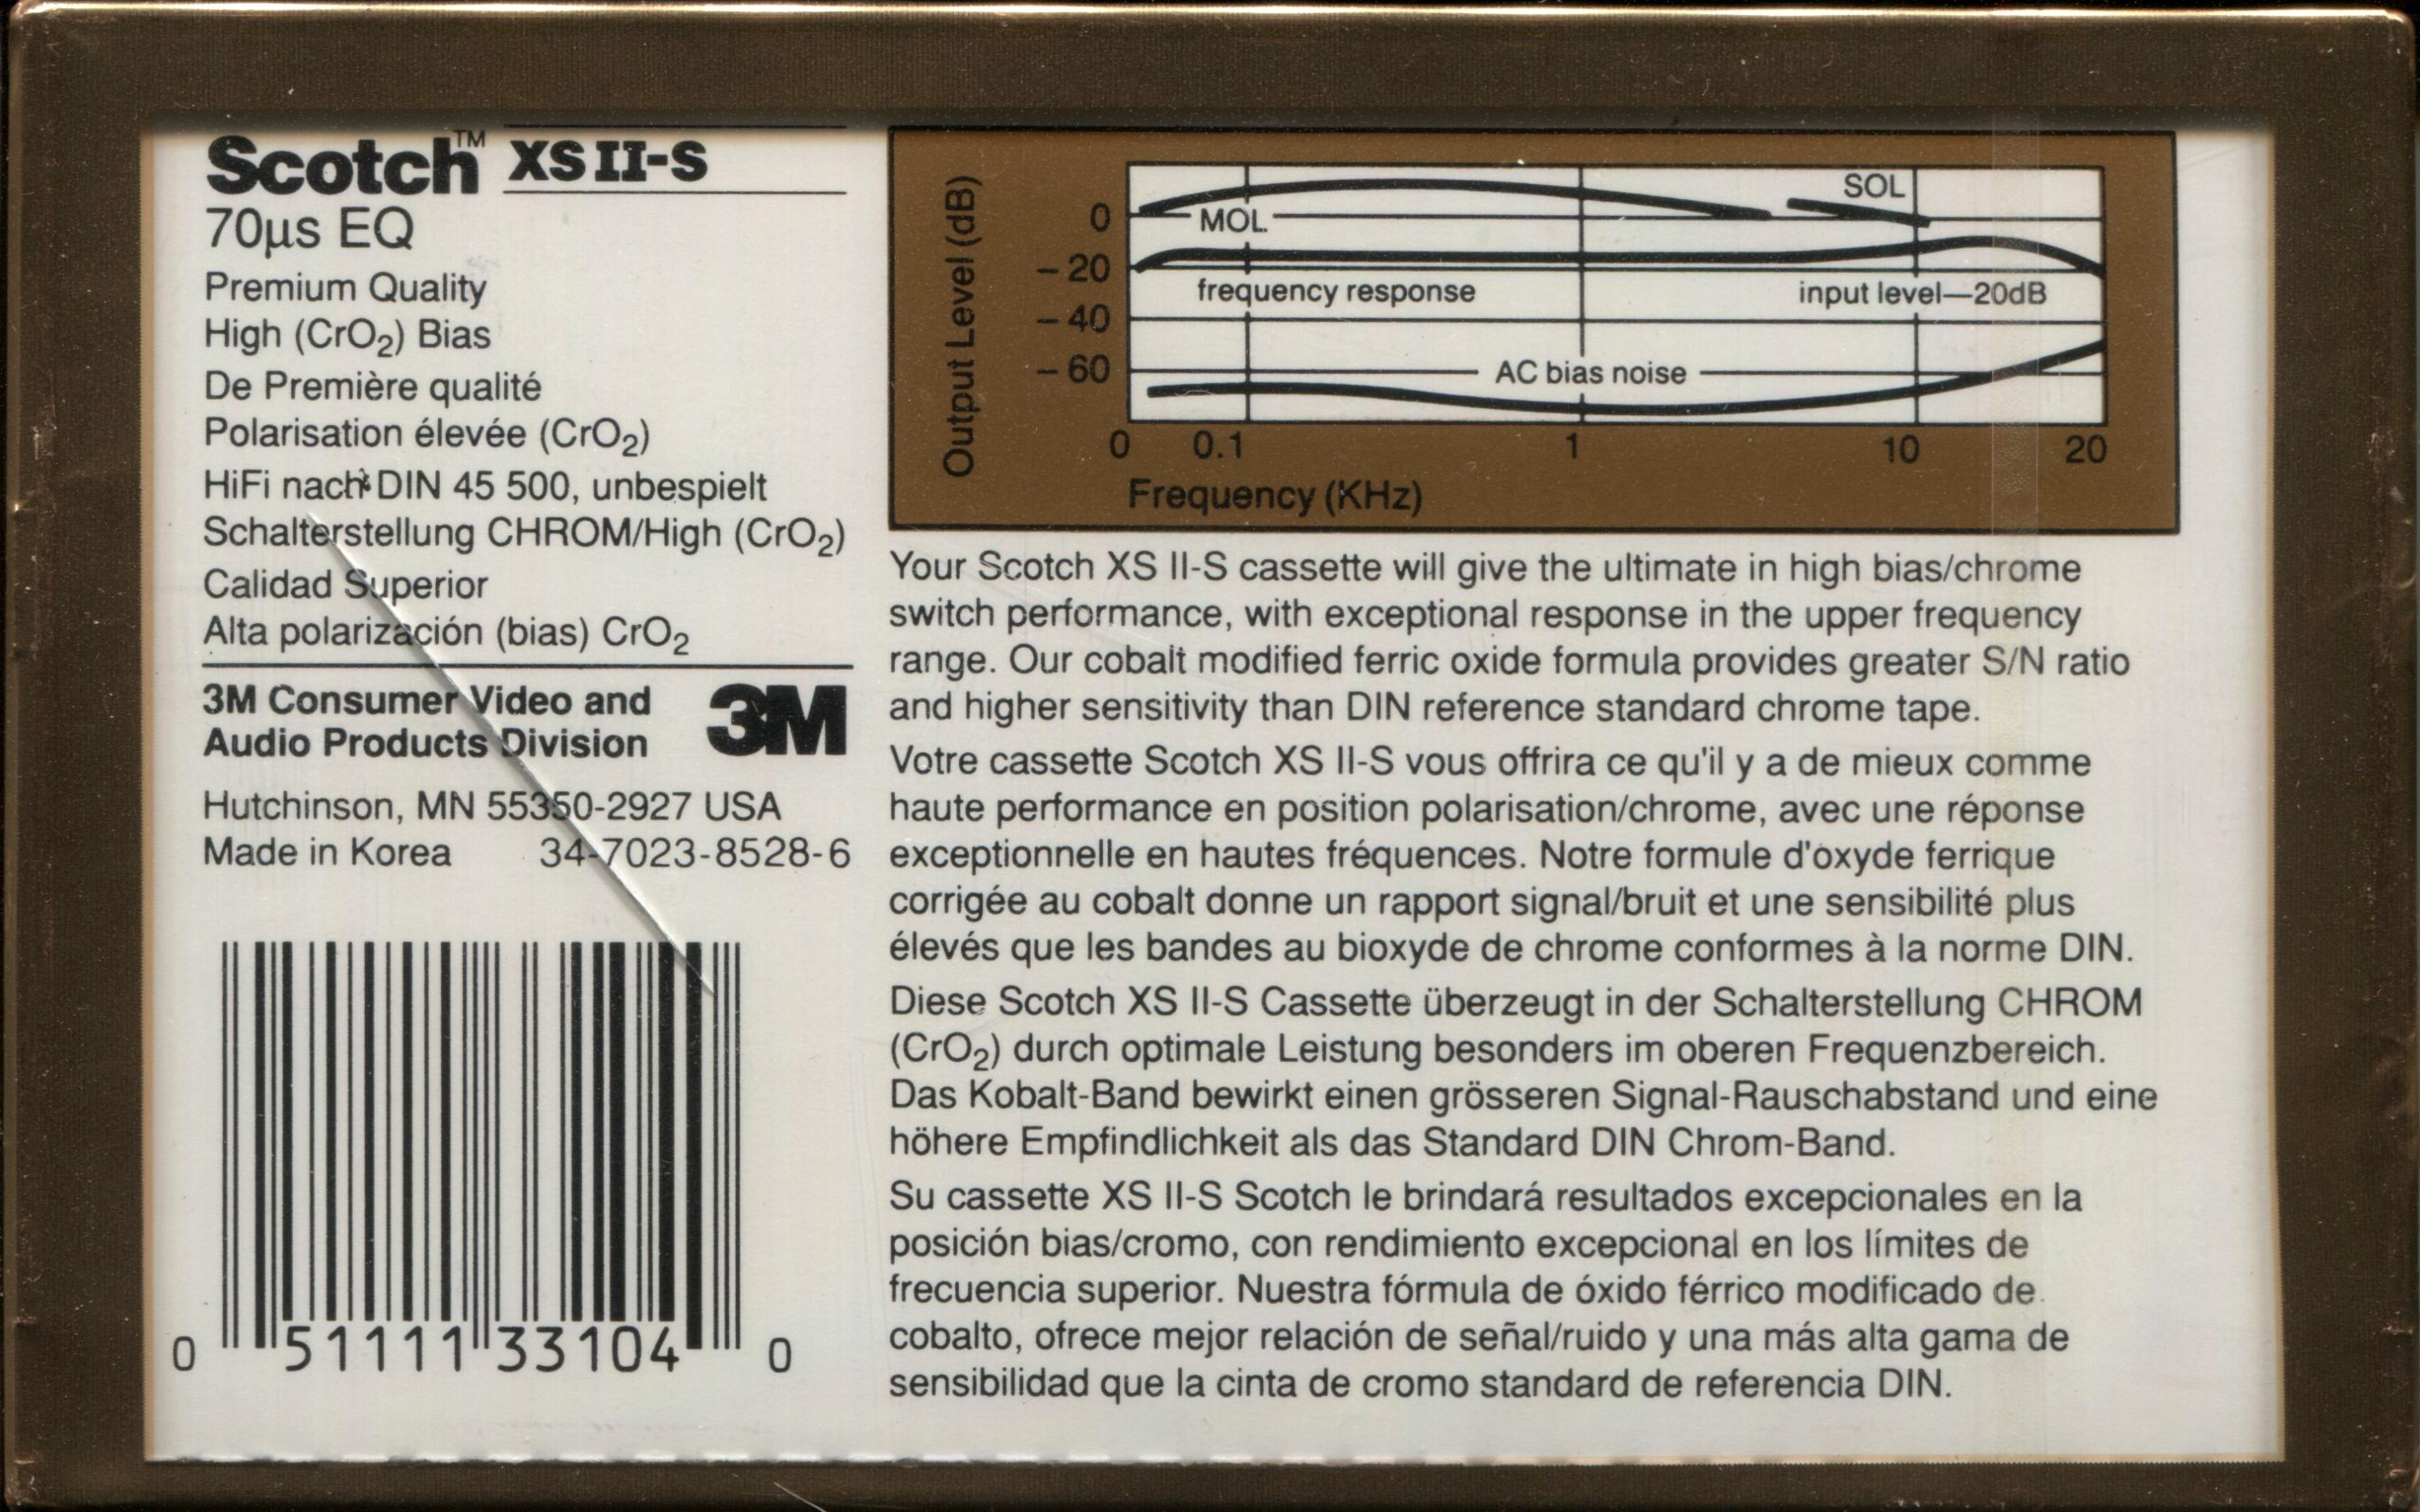 Scotch™ XSII-S
70µs EQ
Premium Quality
High (CrO₂) Bias
De Première qualité
Polarisation élevée (CrO₂)
HiFi nach DIN 45 500, unbespielt
Schalterstellung CHROM/High (CrO₂)
Calidad Superior
Alta polarización (bias) CrO₂
3M Consumer Video and
Audio Products Division
3M
Hutchinson, MN 55350-2927 USA
Made in Korea 34-7023-8528-6
0 51111 33104 0
Output Level (dB)
0
-20
-40
-60
MOL
SOL
frequency response
input level—20dB
AC bias noise
0 0.1 1 10 20
Frequency (KHz)
Your Scotch XS II-S cassette will give the ultimate in high bias/chrome
switch performance, with exceptional response in the upper frequency
range. Our cobalt modified ferric oxide formula provides greater S/N ratio
and higher sensitivity than DIN reference standard chrome tape.
Votre cassette Scotch XS II-S vous offrira ce qu'il y a de mieux comme
haute performance en position polarisation/chrome, avec une réponse
exceptionnelle en hautes fréquences. Notre formule d'oxyde ferrique
corrigée au cobalt donne un rapport signal/bruit et une sensibilité plus
élevés que les bandes au bioxyde de chrome conformes à la norme DIN.
Diese Scotch XS II-S Cassette überzeugt in der Schalterstellung CHROM
(CrO₂) durch optimale Leistung besonders im oberen Frequenzbereich.
Das Kobalt-Band bewirkt einen grösseren Signal-Rauschabstand und eine
höhere Empfindlichkeit als das Standard DIN Chrom-Band.
Su cassette XS II-S Scotch le brindará resultados excepcionales en la
posición bias/cromo, con rendimiento excepcional en los límites de
frecuencia superior. Nuestra fórmula de óxido férrico modificado de
cobalto, ofrece mejor relación de señal/ruido y una más alta gama de
sensibilidad que la cinta de cromo standard de referencia DIN.